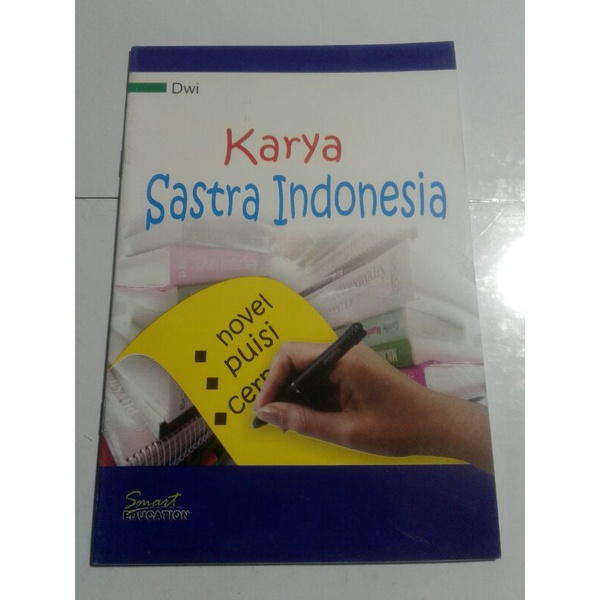 Dwi
Karya
Sastra Indonesia
novel
puisi
Smart
EDUCATION